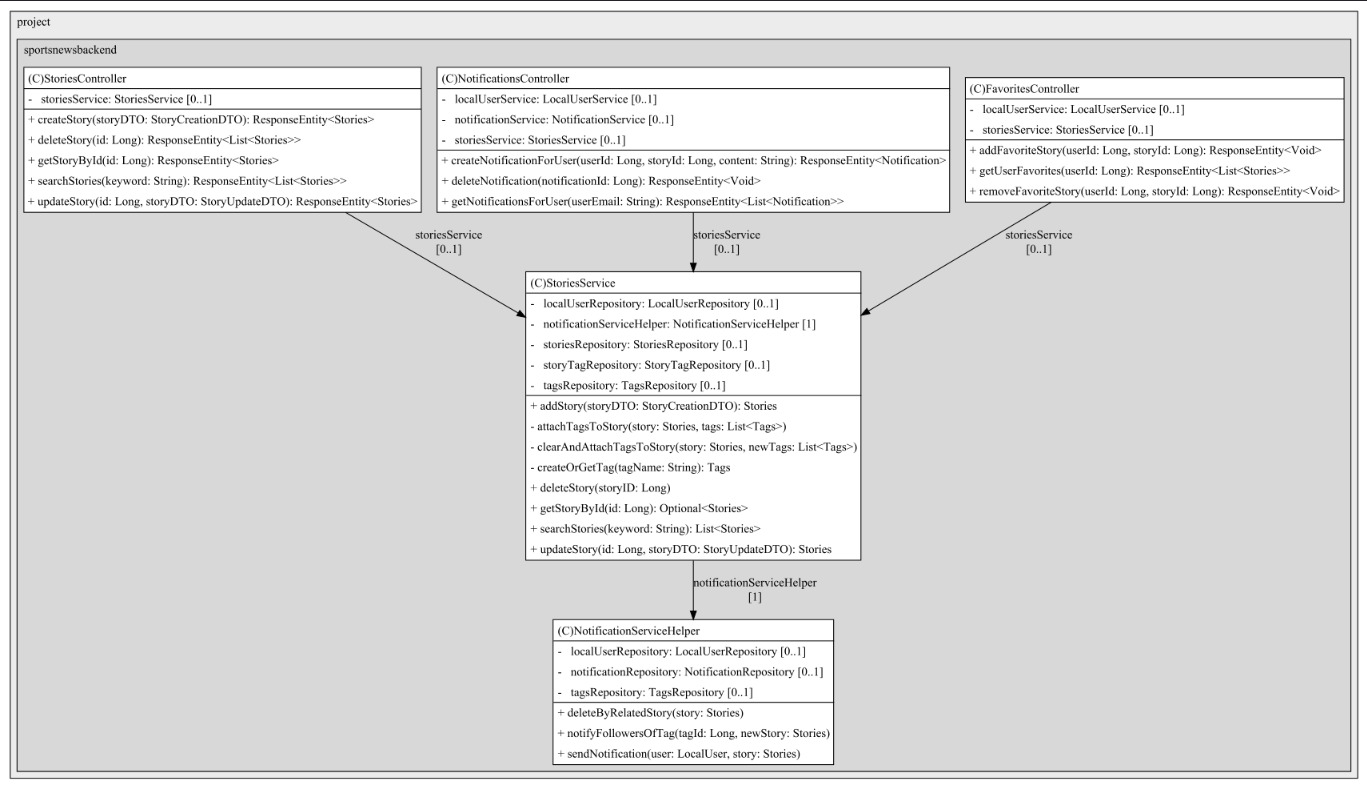 project
sportsnewsbackend
(C)StoriesController
- storiesService: StoriesService [0..1]
+ createStory(storyDTO: StoryCreationDTO): ResponseEntity<Stories>
+ deleteStory(id: Long): ResponseEntity<List<Stories>>
+ getStoryById(id: Long): ResponseEntity<Stories>
+ searchStories(keyword: String): ResponseEntity<List<Stories>>
+ updateStory(id: Long, storyDTO: StoryUpdateDTO): ResponseEntity<Stories>
(C)NotificationsController
- localUserService: LocalUserService [0..1]
- notificationService: NotificationService [0..1]
- storiesService: StoriesService [0..1]
+ createNotificationForUser(userId: Long, storyId: Long, content: String): ResponseEntity<Notification>
+ deleteNotification(notificationId: Long): ResponseEntity<Void>
+ getNotificationsForUser(userEmail: String): ResponseEntity<List<Notification>>
(C)FavoritesController
- localUserService: LocalUserService [0..1]
- storiesService: StoriesService [0..1]
+ addFavoriteStory(userId: Long, storyId: Long): ResponseEntity<Void>
+ getUserFavorites(userId: Long): ResponseEntity<List<Stories>>
+ removeFavoriteStory(userId: Long, storyId: Long): ResponseEntity<Void>
storiesService
[0..1]
storiesService
[0..1]
storiesService
[0..1]
(C)StoriesService
- localUserRepository: LocalUserRepository [0..1]
- notificationServiceHelper: NotificationServiceHelper [1]
- storiesRepository: StoriesRepository [0..1]
- storyTagRepository: StoryTagRepository [0..1]
- tagsRepository: TagsRepository [0..1]
+ addStory(storyDTO: StoryCreationDTO): Stories
- attachTagsToStory(story: Stories, tags: List<Tags>)
- clearAndAttachTagsToStory(story: Stories, newTags: List<Tags>)
- createOrGetTag(tagName: String): Tags
+ deleteStory(storyID: Long)
+ getStoryById(id: Long): Optional<Stories>
+ searchStories(keyword: String): List<Stories>
+ updateStory(id: Long, storyDTO: StoryUpdateDTO): Stories
notificationServiceHelper
[1]
(C)NotificationServiceHelper
- localUserRepository: LocalUserRepository [0..1]
- notificationRepository: NotificationRepository [0..1]
- tagsRepository: TagsRepository [0..1]
+ deleteByRelatedStory(story: Stories)
+ notifyFollowersOfTag(tagId: Long, newStory: Stories)
+ sendNotification(user: LocalUser, story: Stories)